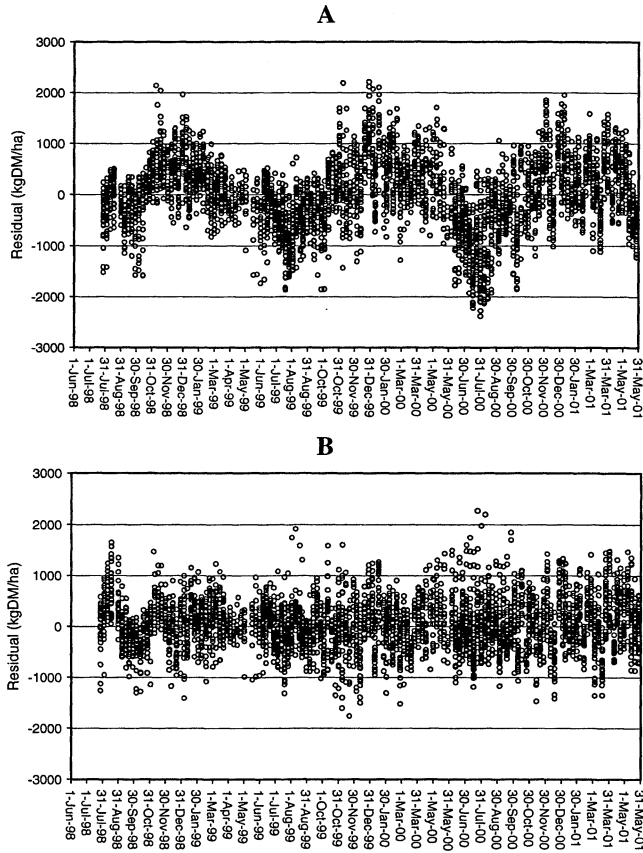 A
Residual (kgDM/ha)
3000
2000
1000
0
-1000
-2000
-3000
1-Jun-98
1-Jul-98
31-Jul-98
31-Aug-98
30-Sep-98
31-Oct-98
30-Nov-98
31-Dec-98
30-Jan-99
1-Mar-99
1-Apr-99
1-May-99
1-Jun-99
1-Jul-99
1-Aug-99
31-Aug-99
1-Oct-99
31-Oct-99
30-Nov-99
31-Dec-99
30-Jan-00
1-Mar-00
31-Mar-00
1-May-00
31-May-00
30-Jun-00
31-Jul-00
30-Aug-00
30-Sep-00
30-Oct-00
30-Nov-00
30-Dec-00
30-Jan-01
1-Mar-01
31-Mar-01
1-May-01
31-May-01
B
Residual (kgDM/ha)
3000
2000
1000
0
-1000
-2000
-3000
1-Jun-98
1-Jul-98
31-Jul-98
31-Aug-98
30-Sep-98
31-Oct-98
30-Nov-98
31-Dec-98
30-Jan-99
1-Mar-99
1-Apr-99
1-May-99
1-Jun-99
1-Jul-99
1-Aug-99
31-Aug-99
1-Oct-99
31-Oct-99
30-Nov-99
31-Dec-99
30-Jan-00
1-Mar-00
31-Mar-00
1-May-00
31-May-00
30-Jun-00
31-Jul-00
30-Aug-00
30-Sep-00
30-Oct-00
30-Nov-00
30-Dec-00
30-Jan-01
1-Mar-01
31-Mar-01
1-May-01
31-May-01